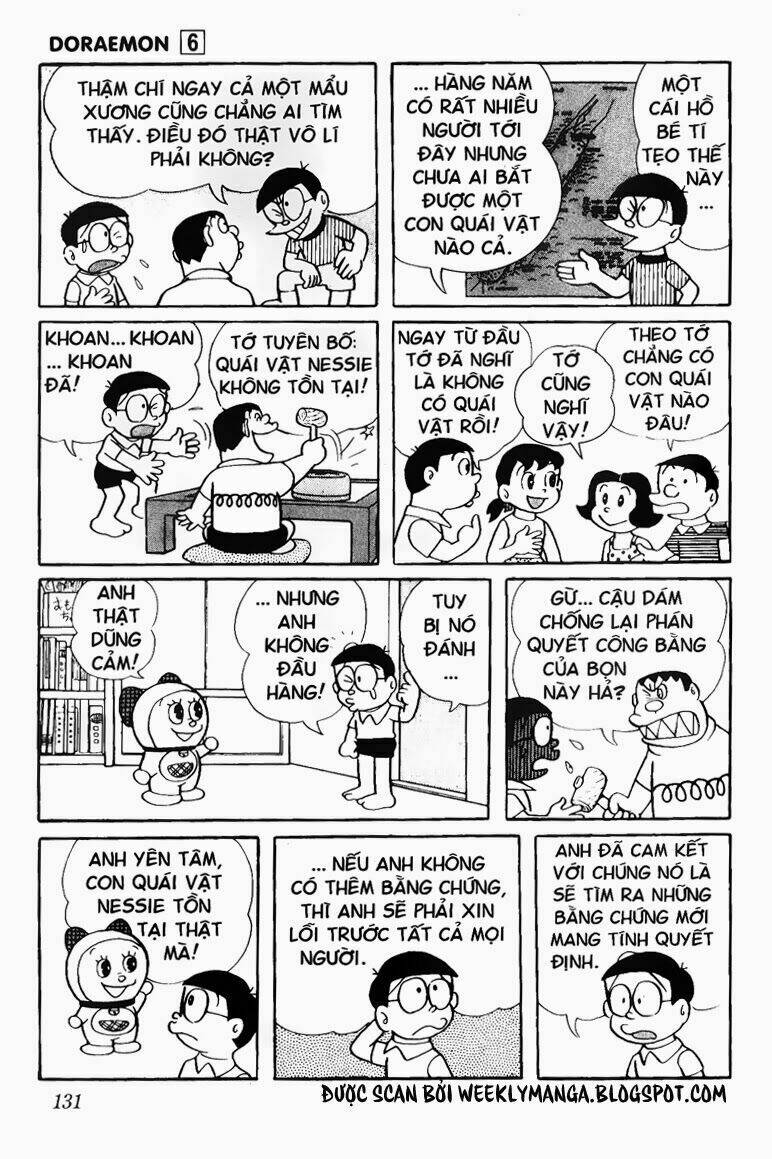 DORAEMON 6
MỘT
CÁI HỒ
BÉ TÍ
TẸO THẾ
NÀY
...
... HÀNG NĂM
CÓ RẤT NHIỀU
NGƯỜI TỚI
ĐÂY NHƯNG
CHƯA AI BẮT
ĐƯỢC MỘT
CON QUÁI VẬT
NÀO CẢ.
THẬM CHÍ NGAY CẢ MỘT MẨU
XƯƠNG CŨNG CHẲNG AI TÌM
THẤY. ĐIỀU ĐÓ THẬT VÔ LÍ
PHẢI KHÔNG?
THEO TỚ
CHẲNG CÓ
CON QUÁI
VẬT NÀO
ĐÂU!
TỚ
CŨNG
NGHĨ
VẬY!
NGAY TỪ ĐẦU
TỚ ĐÃ NGHĨ
LÀ KHÔNG
CÓ QUÁI
VẬT RỒI!
TỚ TUYÊN BỐ:
QUÁI VẬT NESSIE
KHÔNG TỒN TẠI!
KHOAN... KHOAN
... KHOAN
ĐÃ!
GỪ... CẬU DÁM
CHỐNG LẠI PHÁN
QUYẾT CÔNG BẰNG
CỦA BỌN
NÀY HẢ?
TUY
BỊ NÓ
ĐÁNH
...
... NHƯNG
ANH
KHÔNG
ĐẦU
HÀNG!
ANH
THẬT
DŨNG
CẢM!
ANH ĐÃ CAM KẾT
VỚI CHÚNG NÓ LÀ
SẼ TÌM RA NHỮNG
BẰNG CHỨNG MỚI
MANG TÍNH QUYẾT
ĐỊNH.
... NẾU ANH KHÔNG
CÓ THÊM BẰNG CHỨNG,
THÌ ANH SẼ PHẢI XIN
LỖI TRƯỚC TẤT CẢ MỌI
NGƯỜI.
ANH YÊN TÂM,
CON QUÁI VẬT
NESSIE TỒN
TẠI THẬT
MÀ!
131
ĐƯỢC SCAN BỞI WEEKLYMANGA.BLOGSPOT.COM